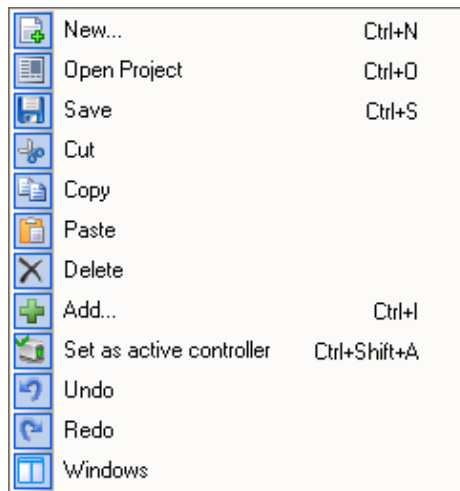 New... Ctrl+N
Open Project Ctrl+O
Save Ctrl+S
Cut
Copy
Paste
Delete
Add... Ctrl+I
Set as active controller Ctrl+Shift+A
Undo
Redo
Windows